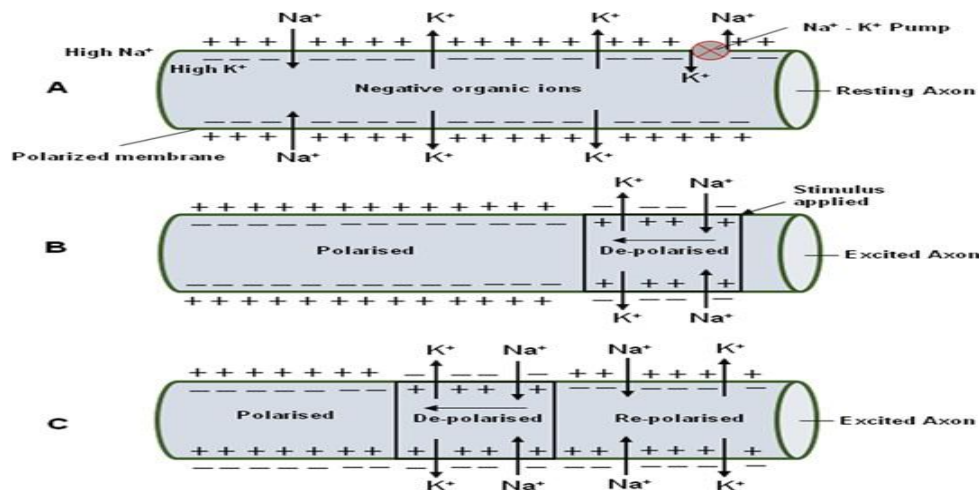 Na⁺ K⁺ K⁺ Na⁺ Na⁺ - K⁺ Pump
+++ ++++ +++++ ++++ ++
High Na⁺
High K⁺
K⁺
A
Negative organic ions
Resting Axon
Polarized membrane
Na⁺ K⁺ K⁺
K⁺ Na⁺
Stimulus
applied
B
Polarised
De-polarised
Excited Axon
K⁺ Na⁺
K⁺ Na⁺ Na⁺ K⁺
C
Polarised
De-polarised
Re-polarised
Excited Axon
K⁺ Na⁺ Na⁺ K⁺